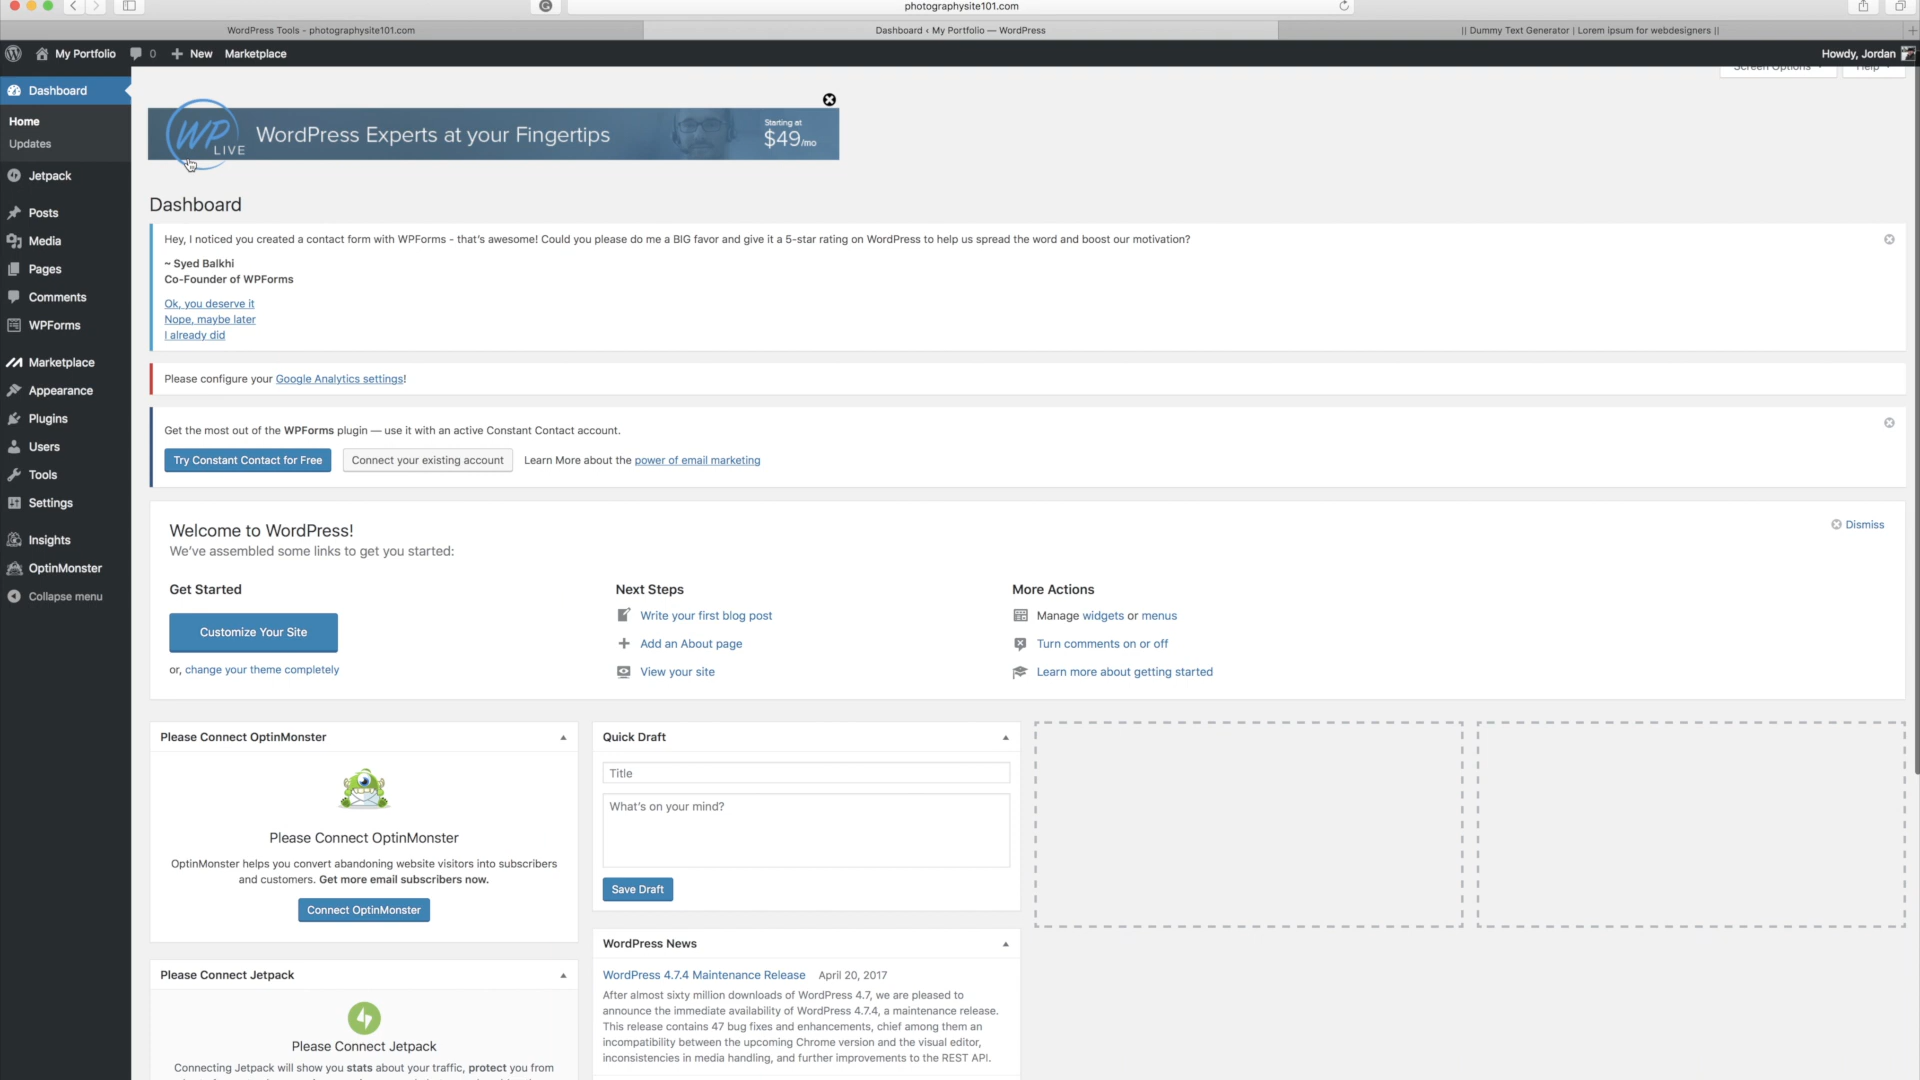 photographysite101.com
WordPress Tools - photographysite101.com
Dashboard ‹ My Portfolio — WordPress
|| Dummy Text Generator | Lorem ipsum for webdesigners ||
My Portfolio
0
New
Marketplace
Howdy, Jordan
Screen Options
Help
Dashboard
Home
Updates
Jetpack
Posts
Media
Pages
Comments
WPForms
Marketplace
Appearance
Plugins
Users
Tools
Settings
Insights
OptinMonster
Collapse menu
WP LIVE
WordPress Experts at your Fingertips
Starting at
$49/mo
Dashboard
Hey, I noticed you created a contact form with WPForms - that's awesome! Could you please do me a BIG favor and give it a 5-star rating on WordPress to help us spread the word and boost our motivation?
~ Syed Balkhi
Co-Founder of WPForms
Ok, you deserve it
Nope, maybe later
I already did
Please configure your Google Analytics settings!
Get the most out of the WPForms plugin — use it with an active Constant Contact account.
Try Constant Contact for Free
Connect your existing account
Learn More about the power of email marketing
Welcome to WordPress!
We've assembled some links to get you started:
Dismiss
Get Started
Customize Your Site
or, change your theme completely
Next Steps
Write your first blog post
Add an About page
View your site
More Actions
Manage widgets or menus
Turn comments on or off
Learn more about getting started
Please Connect OptinMonster
Please Connect OptinMonster
OptinMonster helps you convert abandoning website visitors into subscribers
and customers. Get more email subscribers now.
Connect OptinMonster
Please Connect Jetpack
Please Connect Jetpack
Connecting Jetpack will show you stats about your traffic, protect you from
Quick Draft
Title
What's on your mind?
Save Draft
WordPress News
WordPress 4.7.4 Maintenance Release April 20, 2017
After almost sixty million downloads of WordPress 4.7, we are pleased to
announce the immediate availability of WordPress 4.7.4, a maintenance release.
This release contains 47 bug fixes and enhancements, chief among them an
incompatibility between the upcoming Chrome version and the visual editor,
inconsistencies in media handling, and further improvements to the REST API.